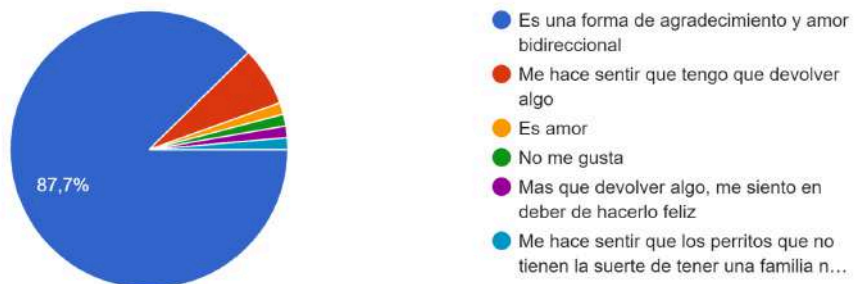 87,7%
Es una forma de agradecimiento y amor
bidireccional
Me hace sentir que tengo que devolver
algo
Es amor
No me gusta
Mas que devolver algo, me siento en
deber de hacerlo feliz
Me hace sentir que los perritos que no
tienen la suerte de tener una familia n…